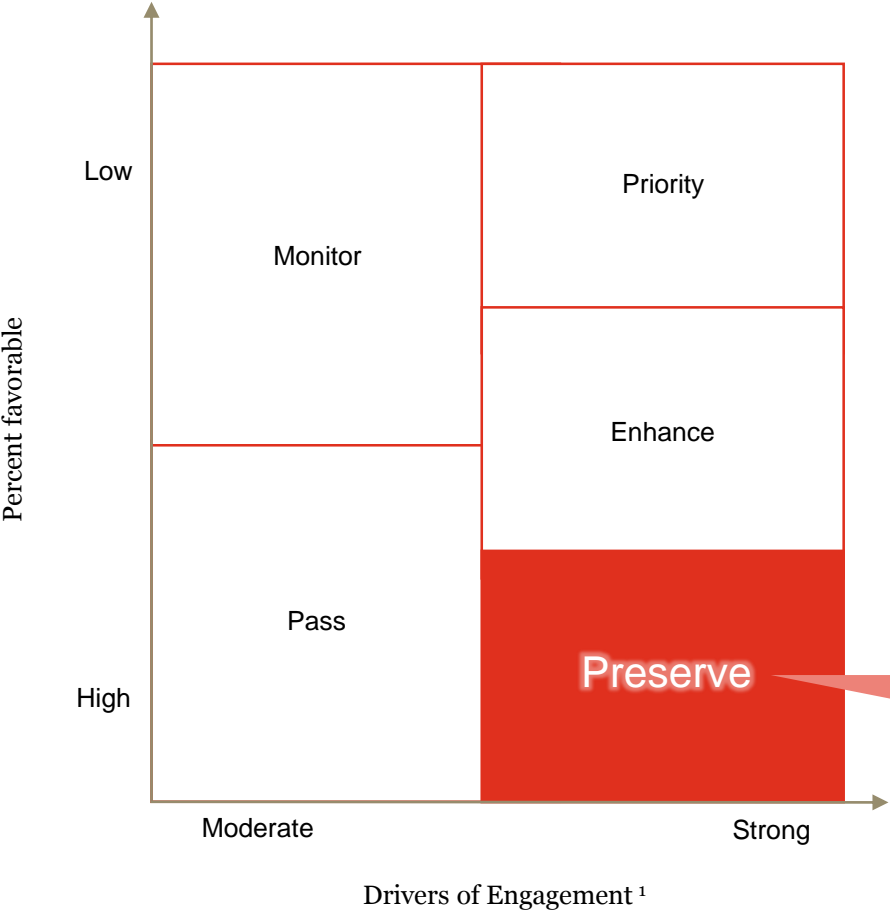 Low
Priority
Monitor
Percent favorable
Enhance
Pass
Preserve
High
Moderate
Strong
Drivers of Engagement ¹